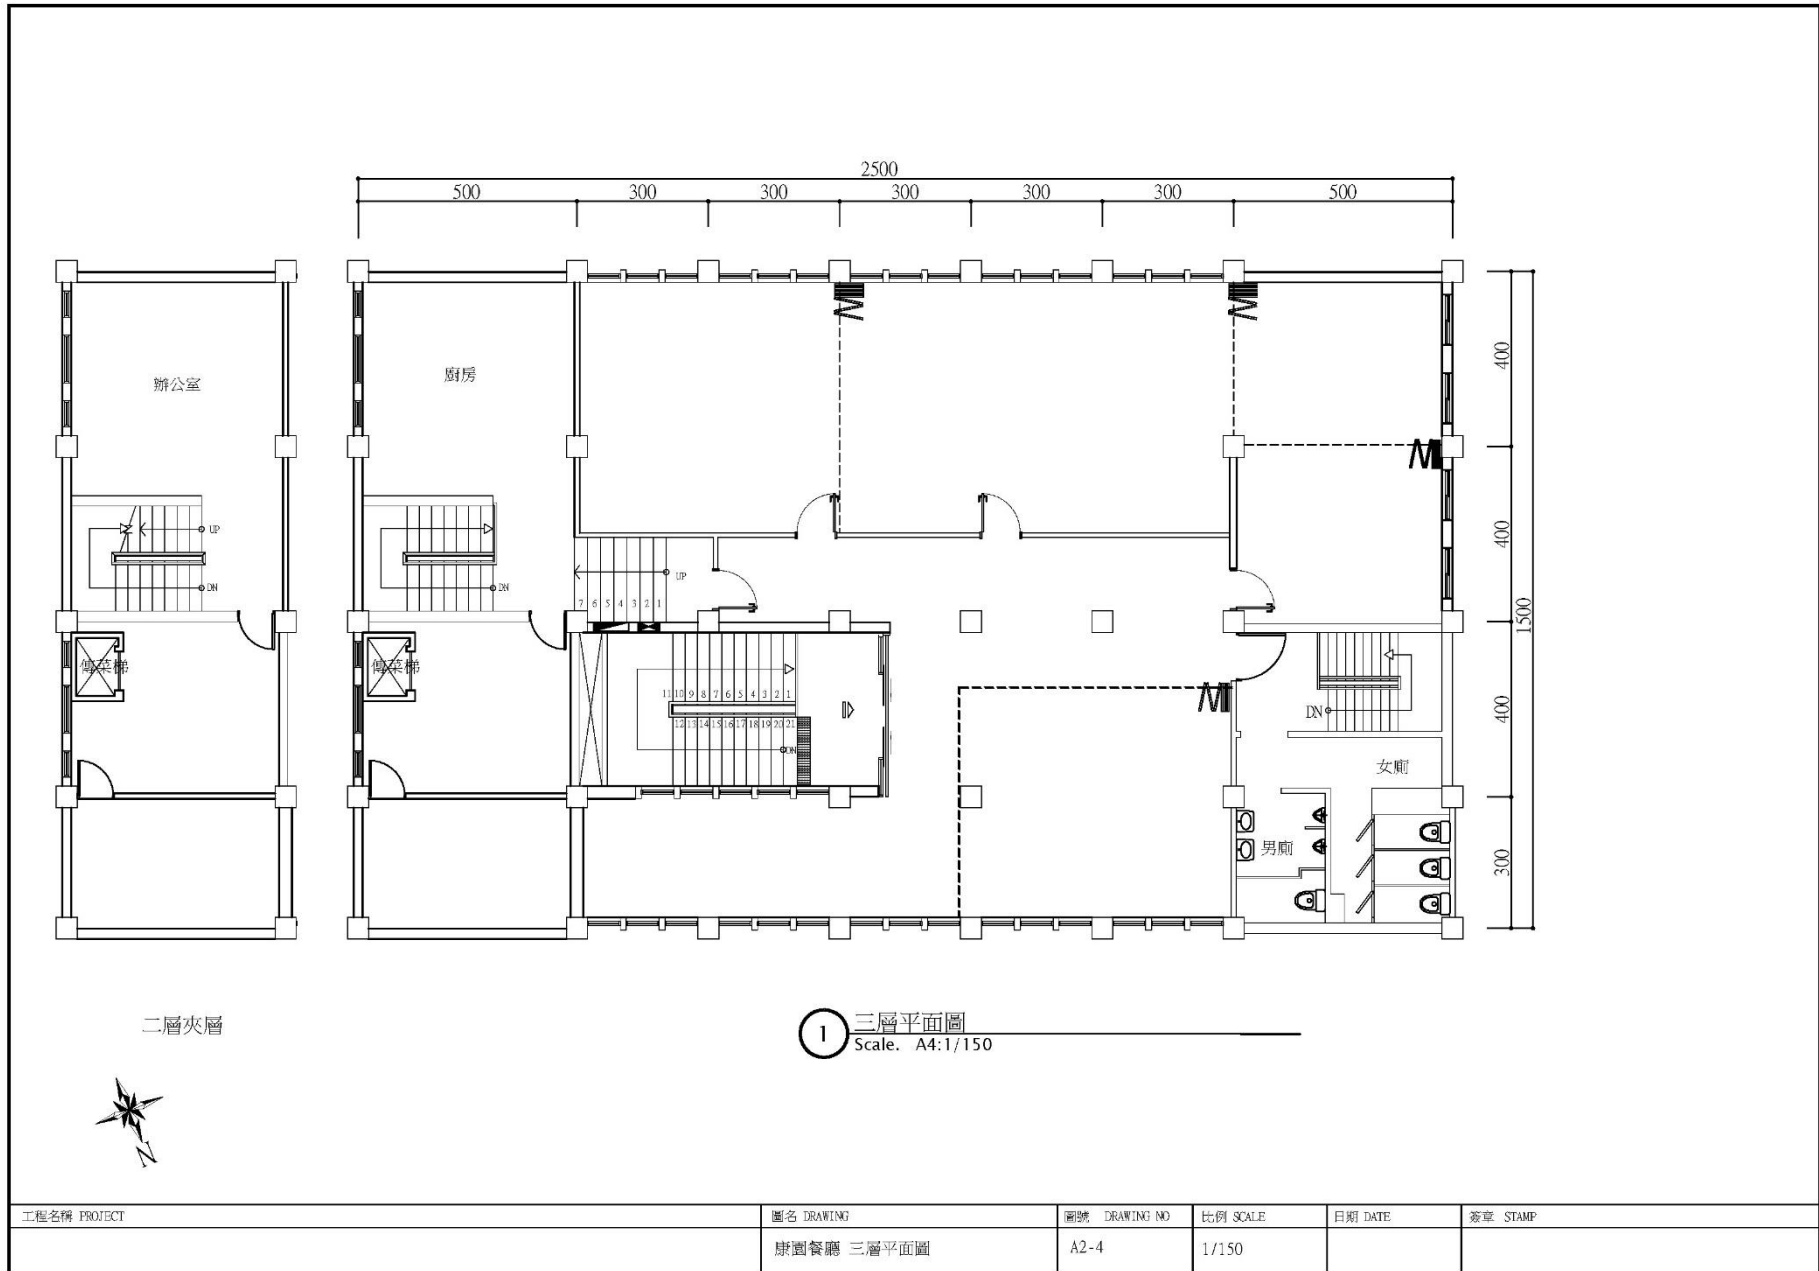 2500
500 300 300 300 300 300 500
400
400
1500
400
300
辦公室
廚房
UP
DN
DN
UP
7 6 5 4 3 2 1
傳菜梯
傳菜梯
11 10 9 8 7 6 5 4 3 2 1
12 13 14 15 16 17 18 19 20 21
DN
DN
女廁
男廁
二層夾層
1
三層平面圖
Scale. A4:1/150
N
工程名稱 PROJECT
圖名 DRAWING
圖號 DRAWING NO
比例 SCALE
日期 DATE
簽章 STAMP
康園餐廳 三層平面圖
A2-4
1/150